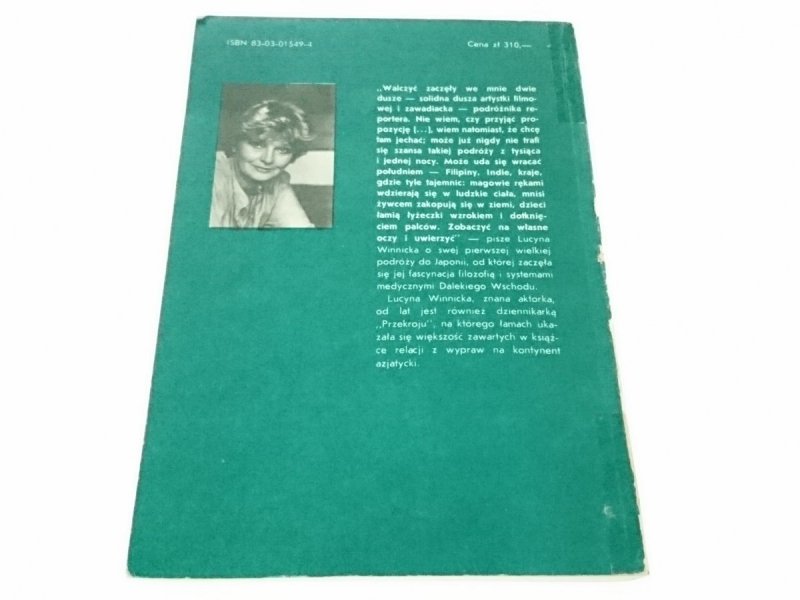 ISBN 83-03-01549-4
Cena zł 310,—
„Walczyć zaczęły we mnie dwie
dusze — solidna dusza artystki filmo-
wej i zawadiacka — podróżnika re-
portera. Nie wiem, czy przyjąć pro-
pozycję [...], wiem natomiast, że chcę
tam jechać; może już nigdy nie trafi
się szansa takiej podróży z tysiąca
i jednej nocy. Może uda się wracać
południem — Filipiny, Indie, kraje,
gdzie tyle tajemnic: magowie rękami
wdzierają się w ludzkie ciała, mnisi
żywcem zakopują się w ziemi, dzieci
łamią łyżeczki wzrokiem i dotknię-
ciem palców. Zobaczyć na własne
oczy i uwierzyć” — pisze Lucyna
Winnicka o swej pierwszej wielkiej
podróży do Japonii, od której zaczęła
się jej fascynacja filozofią i systemami
medycznymi Dalekiego Wschodu.
Lucyna Winnicka, znana aktorka,
od lat jest również dziennikarką
„Przekroju”, na którego łamach uka-
zała się większość zawartych w książ-
ce relacji z wypraw na kontynent
azjatycki.